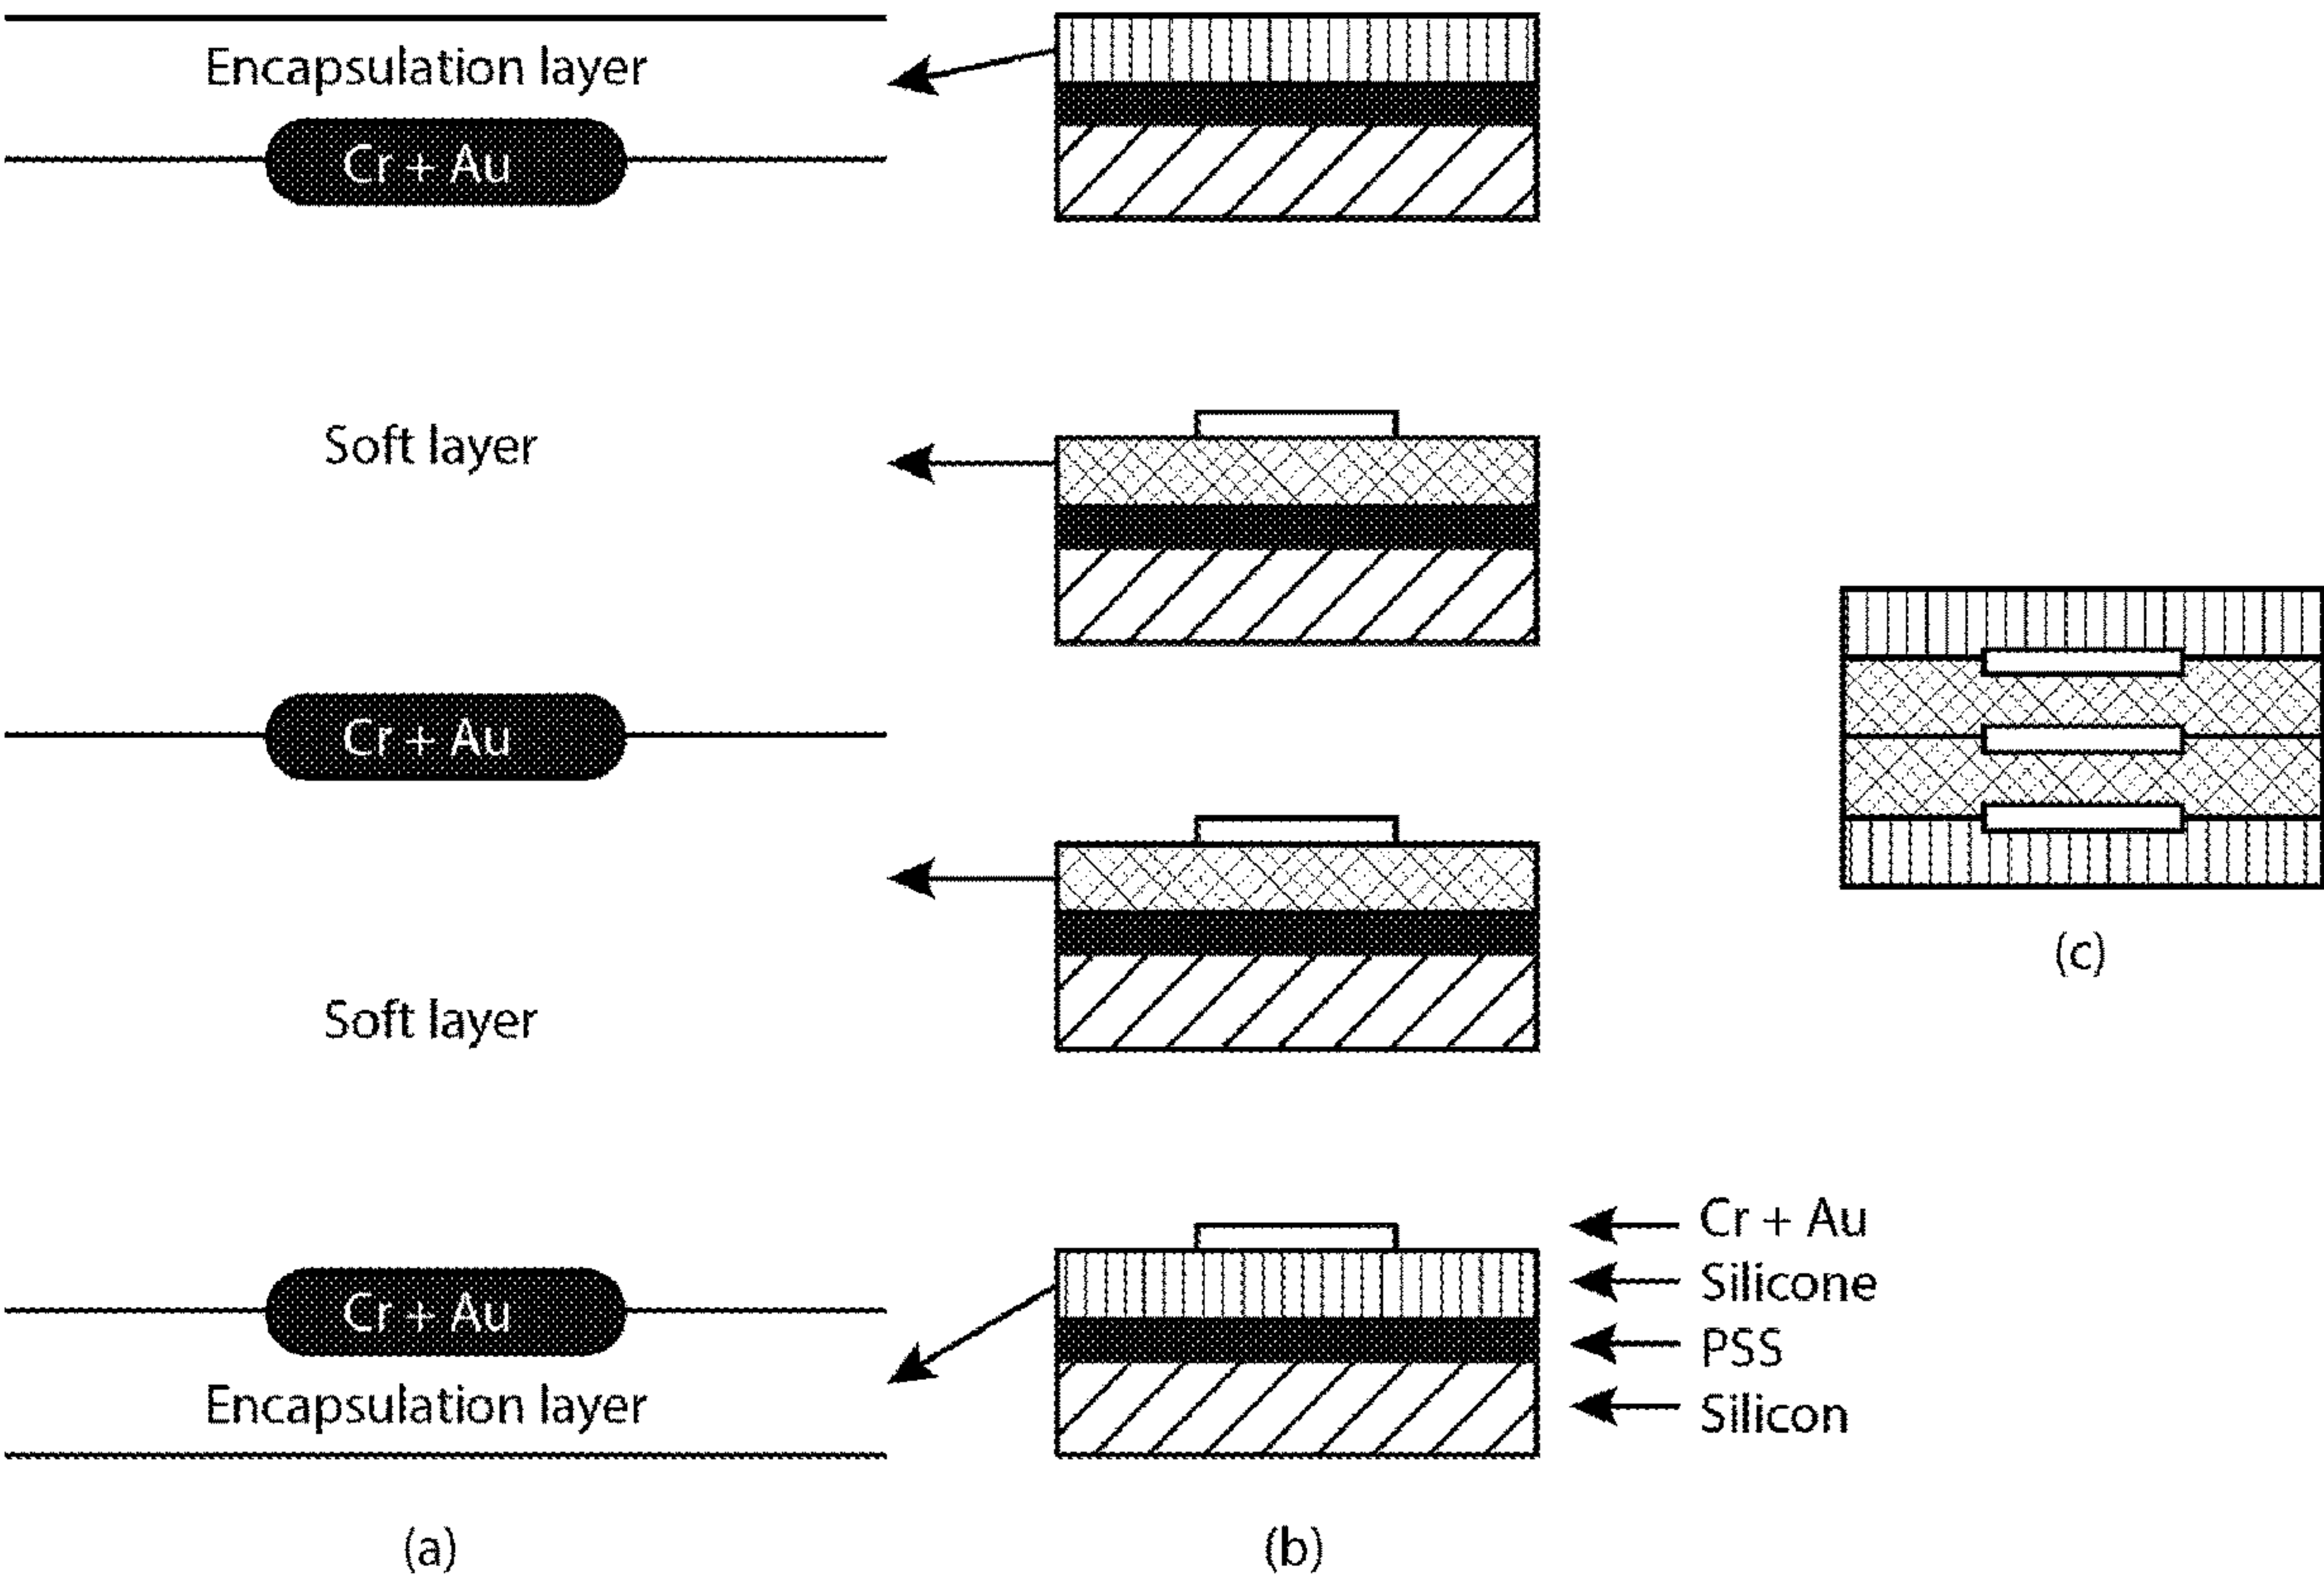 Encapsulation layer
Cr + Au
Soft layer
Cr + Au
Soft layer
Cr + Au
Encapsulation layer
(a)
(b)
Cr + Au
Silicone
PSS
Silicon
(c)